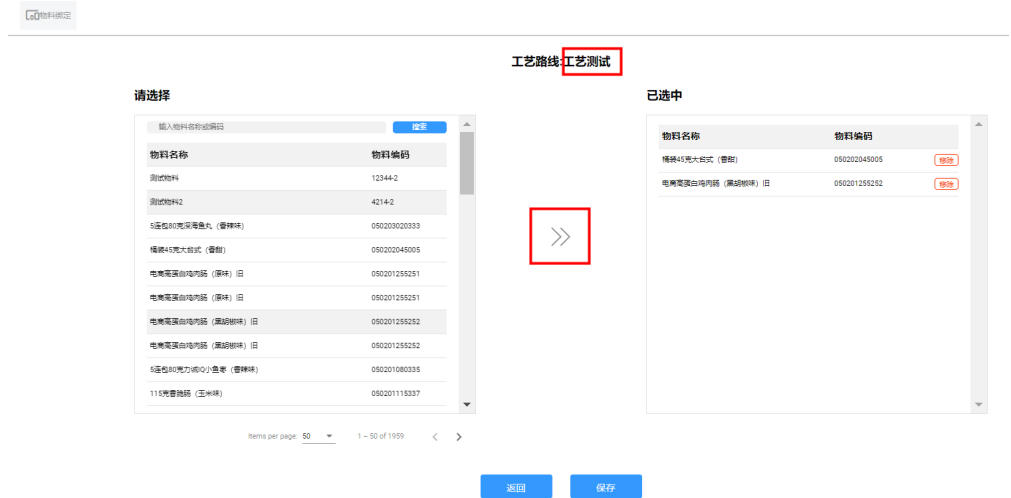 物料绑定
工艺路线:工艺测试
请选择
输入物料名称或编码 搜索
物料名称 物料编码
测试物料 12344-2
测试物料2 4214-2
5连包80克深海鱼丸（香辣味） 050203020333
桶装45克大台式（香甜） 050202045005
电商高蛋白鸡肉肠（原味）旧 050201255251
电商高蛋白鸡肉肠（原味）旧 050201255251
电商高蛋白鸡肉肠（黑胡椒味）旧 050201255252
电商高蛋白鸡肉肠（黑胡椒味）旧 050201255252
5连包80克力诚IQ小鱼枣（香辣味） 050201080335
115克香脆肠（玉米味） 050201115337
Items per page: 50 1 – 50 of 1959
已选中
物料名称 物料编码
桶装45克大台式（香甜） 050202045005 移除
电商高蛋白鸡肉肠（黑胡椒味）旧 050201255252 移除
返回 保存